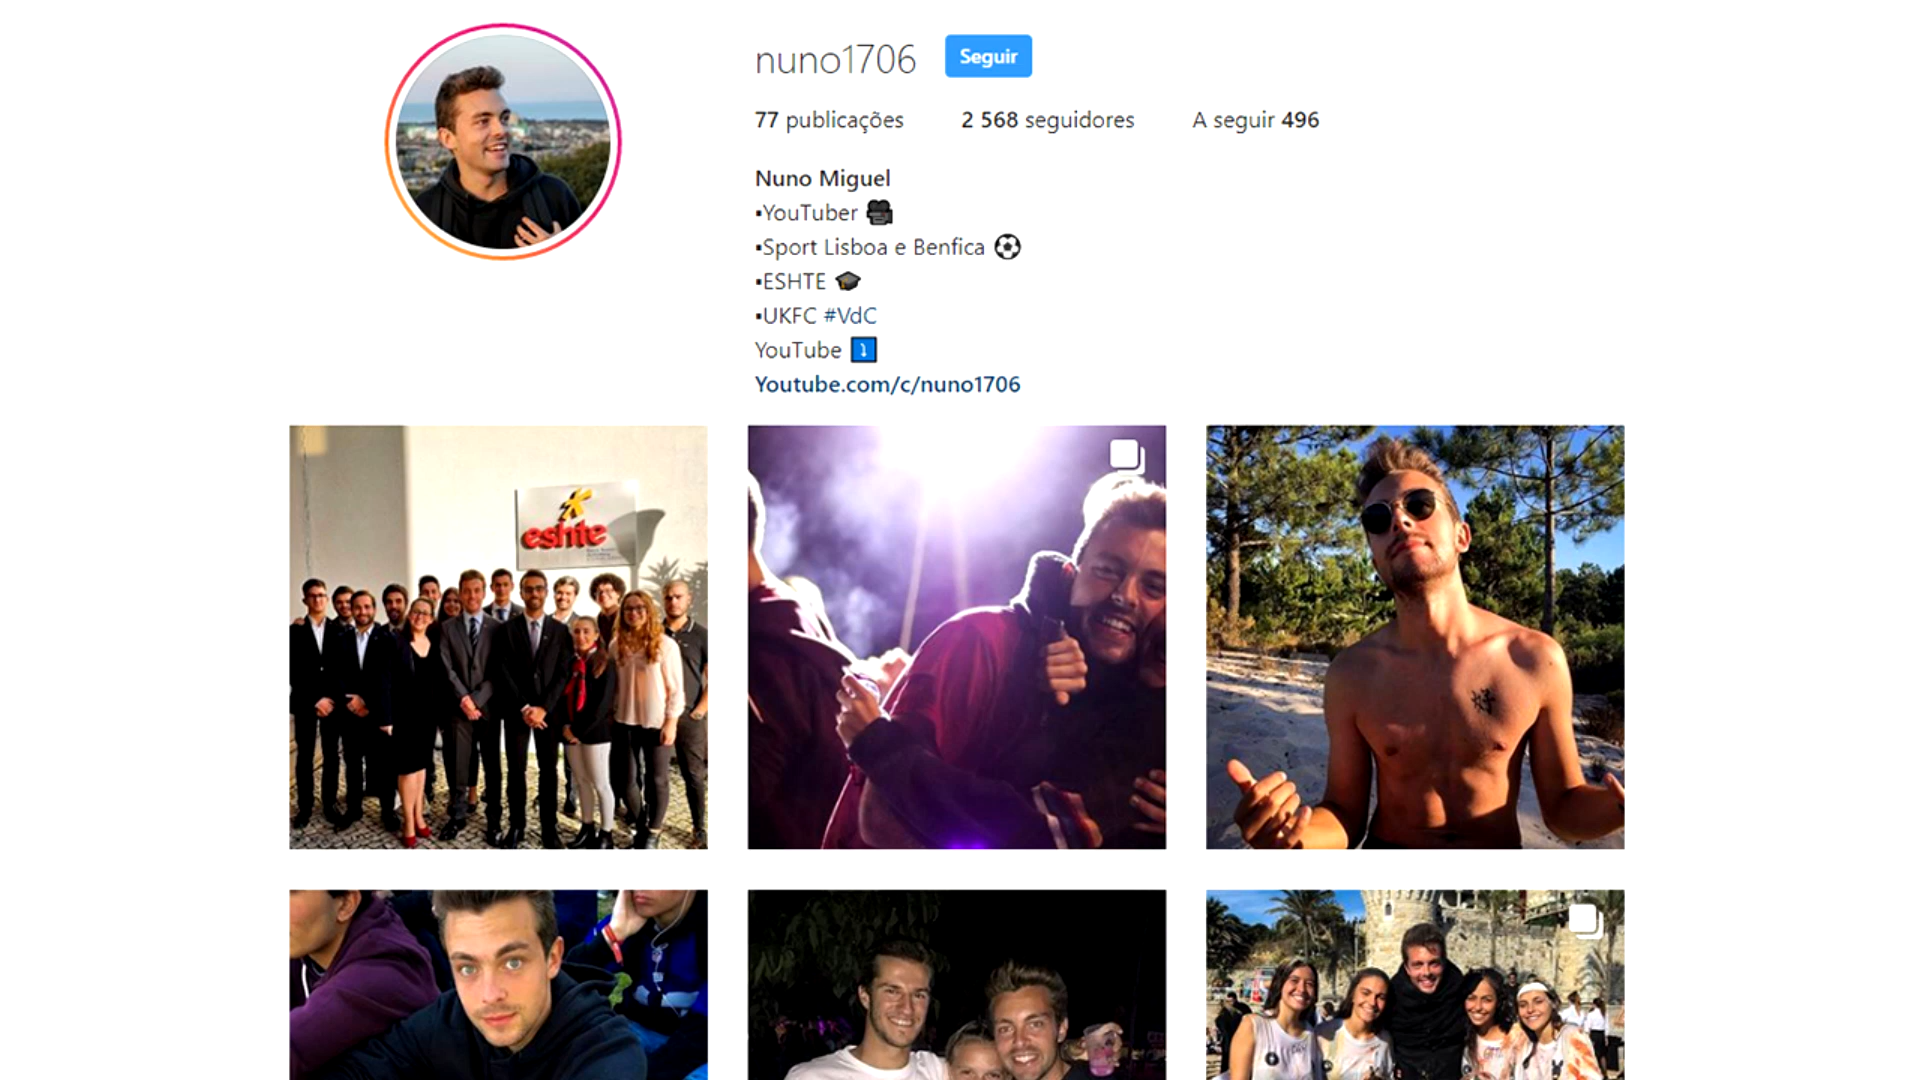 nuno1706 Seguir
77 publicações 2 568 seguidores A seguir 496
Nuno Miguel
▪YouTuber 🎥
▪Sport Lisboa e Benfica ⚽
▪ESHTE 🎓
▪UKFC #VdC
YouTube ⤵
Youtube.com/c/nuno1706
eshte